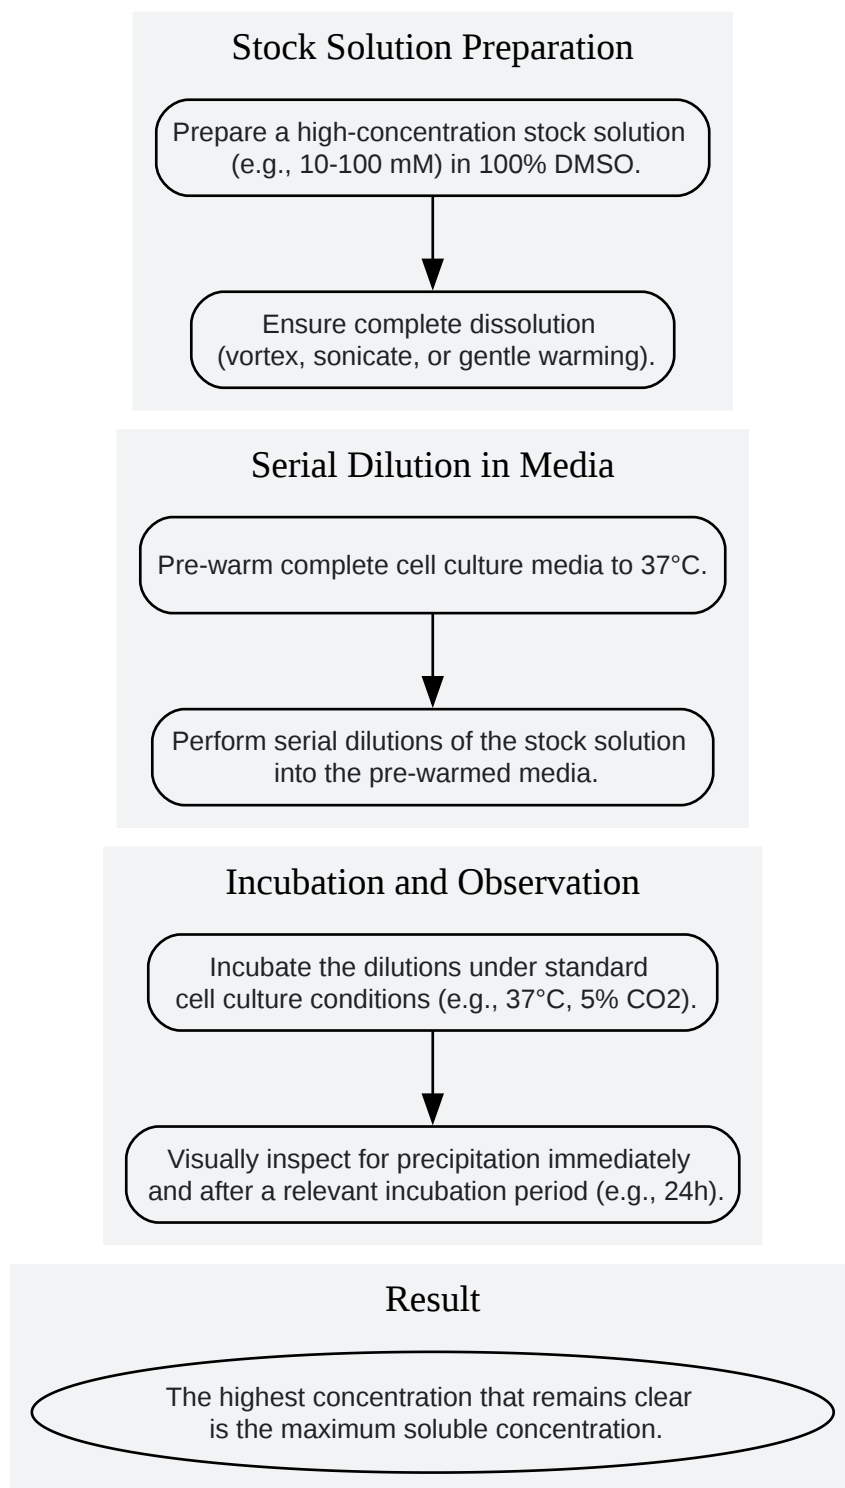 Stock Solution Preparation
Prepare a high-concentration stock solution
(e.g., 10-100 mM) in 100% DMSO.
Ensure complete dissolution
(vortex, sonicate, or gentle warming).
Serial Dilution in Media
Pre-warm complete cell culture media to 37°C.
Perform serial dilutions of the stock solution
into the pre-warmed media.
Incubation and Observation
Incubate the dilutions under standard
cell culture conditions (e.g., 37°C, 5% CO2).
Visually inspect for precipitation immediately
and after a relevant incubation period (e.g., 24h).
Result
The highest concentration that remains clear
is the maximum soluble concentration.